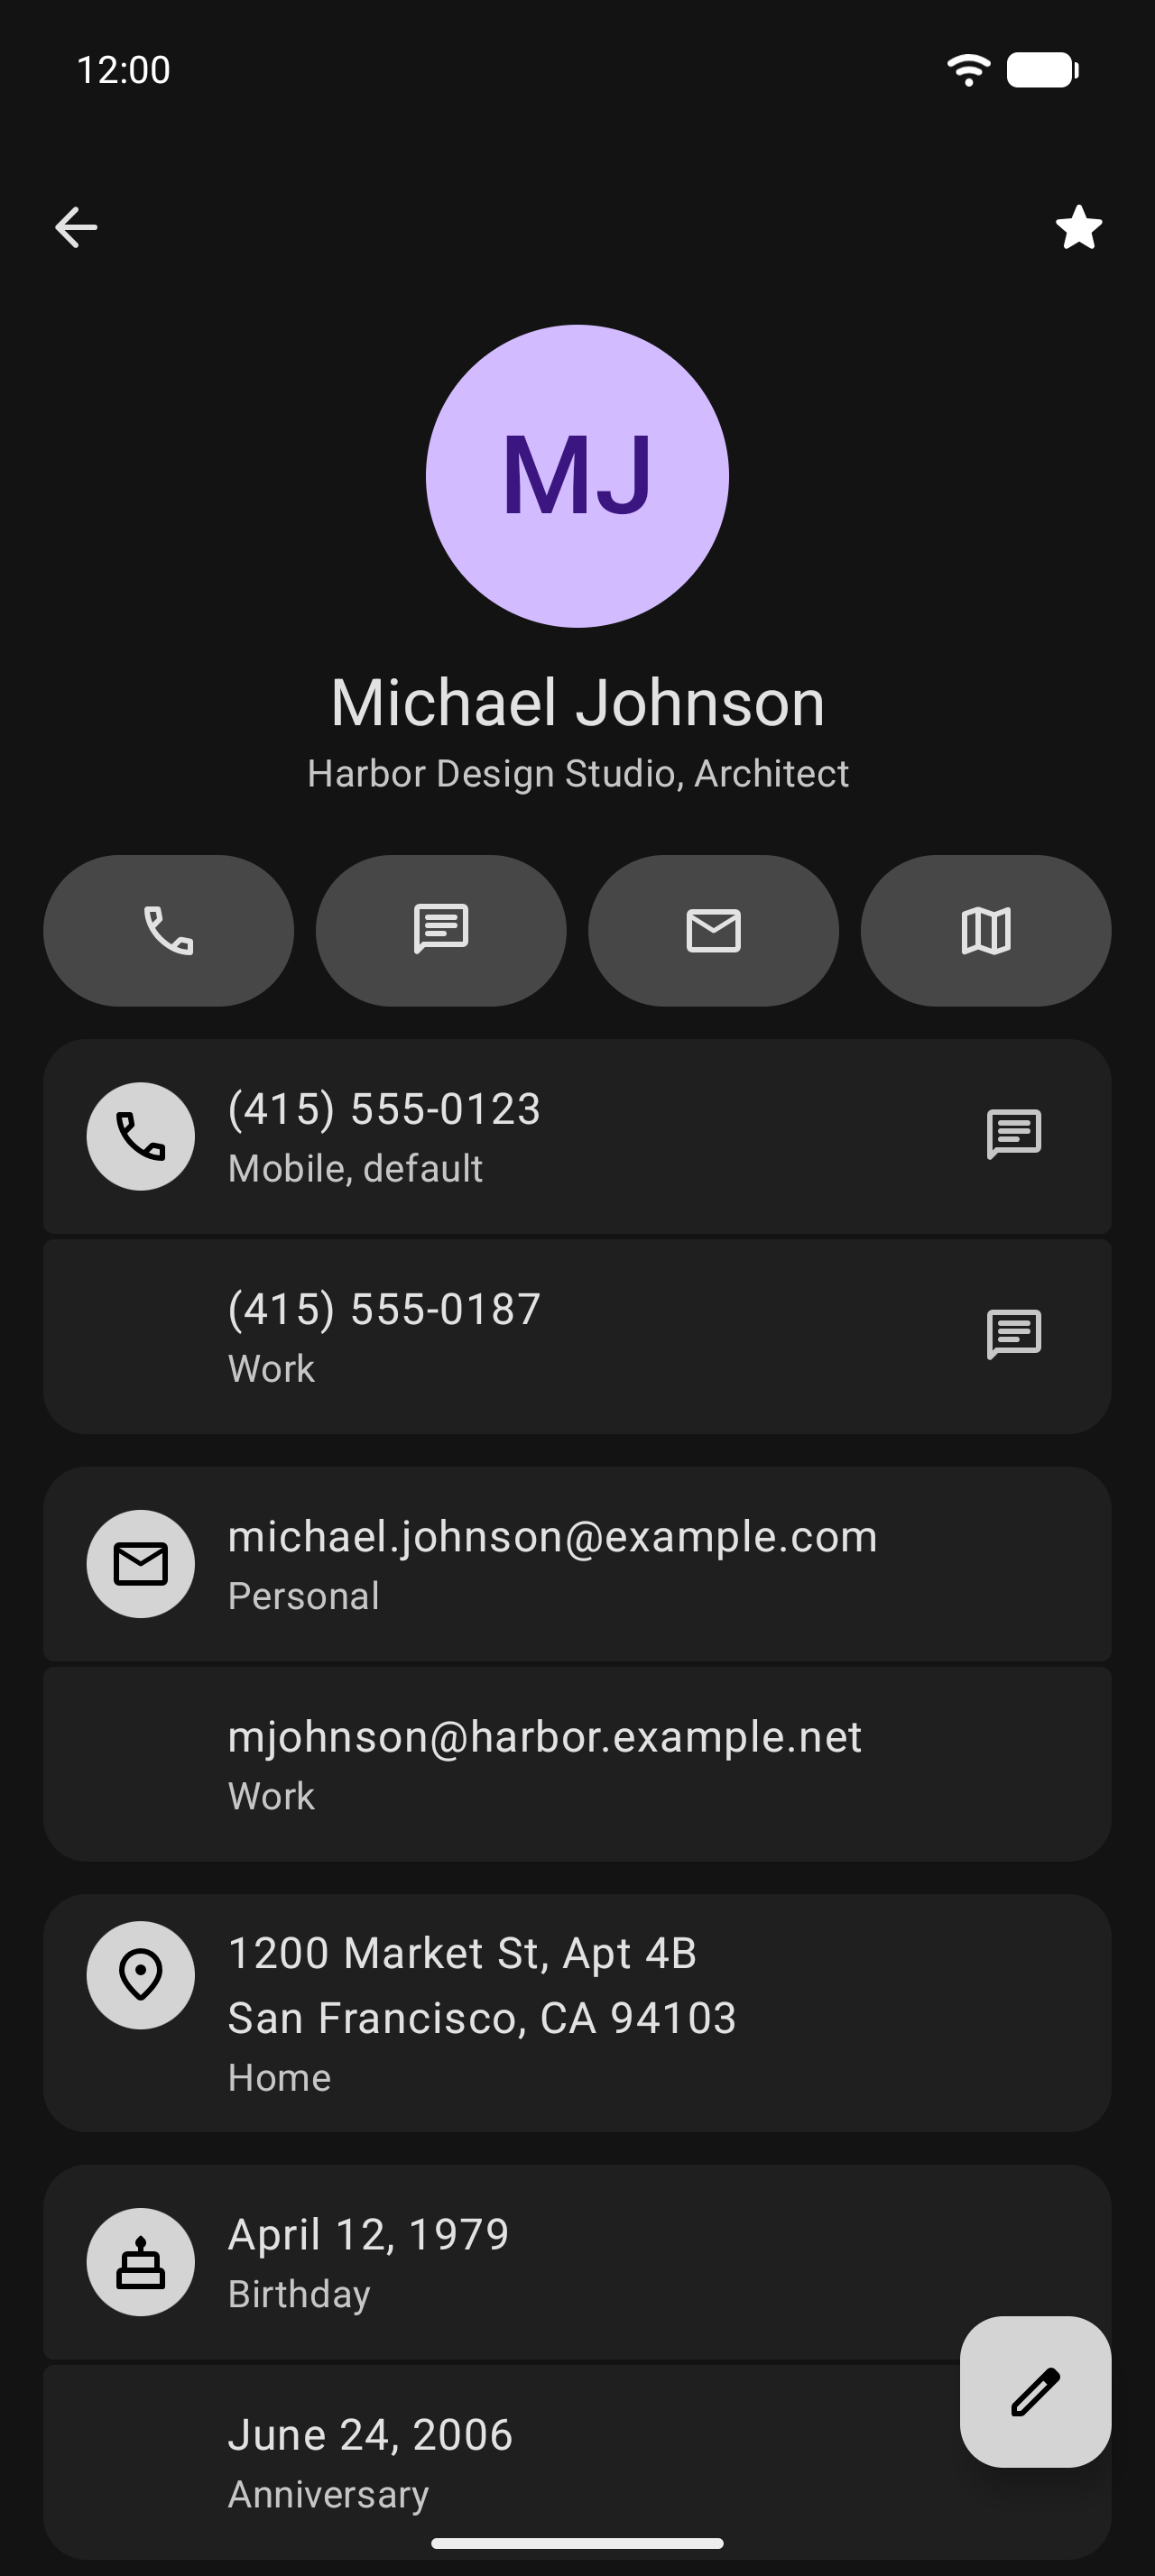 12:00
MJ
Michael Johnson
Harbor Design Studio, Architect
(415) 555-0123
Mobile, default
(415) 555-0187
Work
michael.johnson@example.com
Personal
mjohnson@harbor.example.net
Work
1200 Market St, Apt 4B
San Francisco, CA 94103
Home
April 12, 1979
Birthday
June 24, 2006
Anniversary